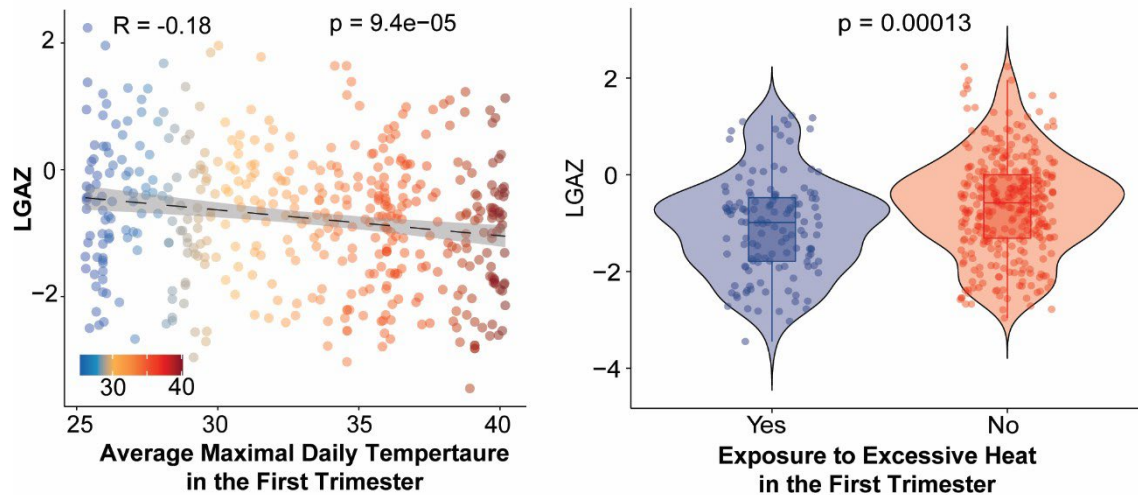 R = -0.18
p = 9.4e−05
2
0
−2
LGAZ
30
40
25
30
35
40
Average Maximal Daily Tempertaure
in the First Trimester
p = 0.00013
2
0
−2
−4
LGAZ
Yes
No
Exposure to Excessive Heat
in the First Trimester